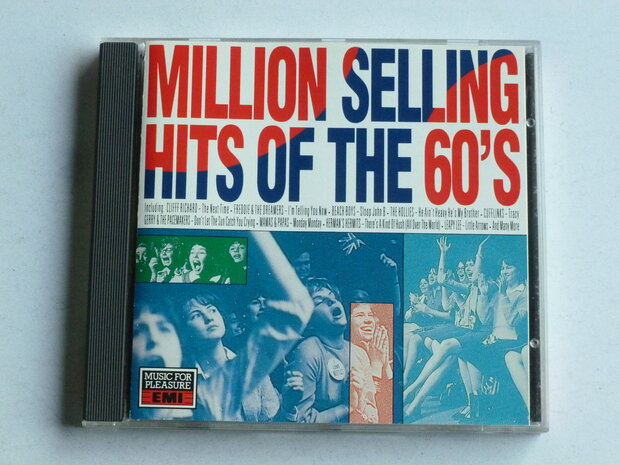 MILLION SELLING
HITS OF THE 60'S
Including: CLIFF RICHARD - The Next Time - FREDDIE & THE DREAMERS - I'm Telling You Now - BEACH BOYS - Sloop John B - THE HOLLIES - He Ain't Heavy He's My Brother - CUFFLINKS - Tracy
GERRY & THE PACEMAKERS - Don't Let The Sun Catch You Crying - MAMAS & PAPAS - Monday Monday - HERMAN'S HERMITS - There's A Kind Of Hush (All Over The World) - LEAPY LEE - Little Arrows - And Many More
MUSIC FOR
PLEASURE
EMI